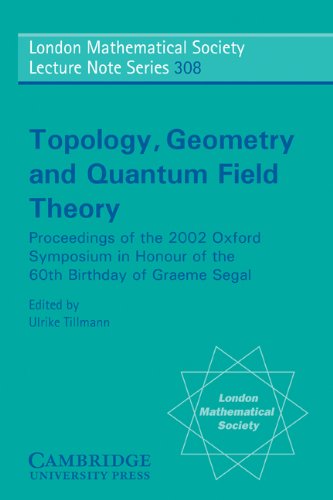 London Mathematical Society
Lecture Note Series 308
Topology, Geometry
and Quantum Field
Theory
Proceedings of the 2002 Oxford
Symposium in Honour of the
60th Birthday of Graeme Segal
Edited by
Ulrike Tillmann
London
Mathematical
Society
CAMBRIDGE
UNIVERSITY PRESS